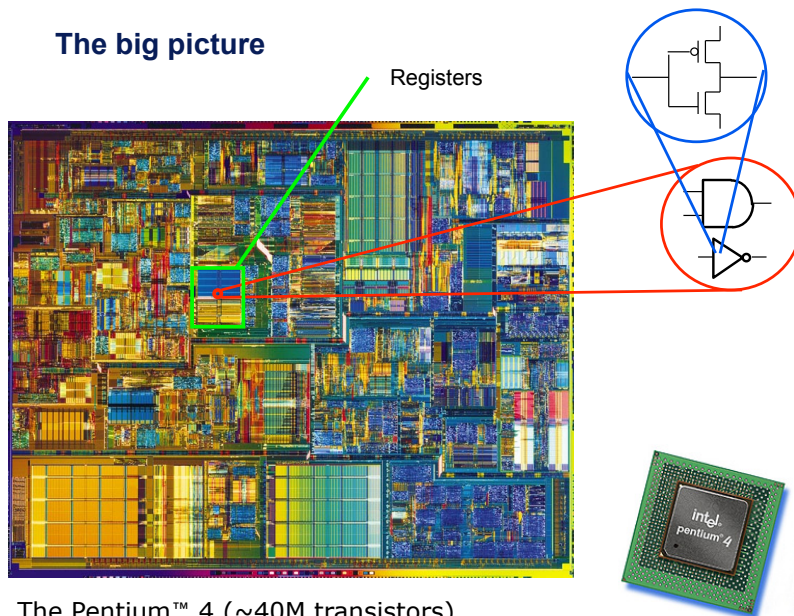 The big picture
Registers
intel®
pentium® 4
The Pentium™ 4 (~40M transistors)